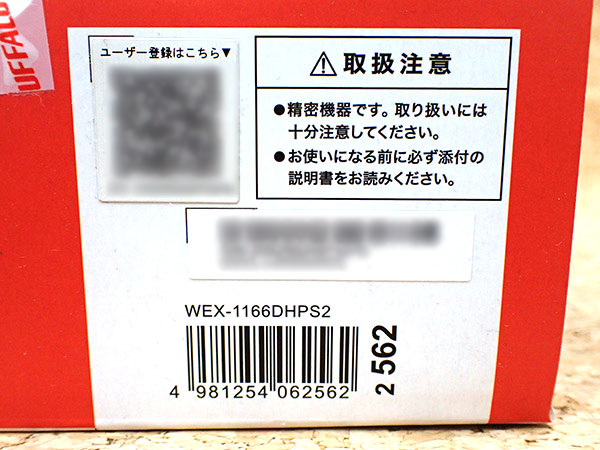 BUFFALO
ユーザー登録はこちら▼
⚠ 取扱注意
●精密機器です。取り扱いには
十分注意してください。
●お使いになる前に必ず添付の
説明書をお読みください。
WEX-1166DHPS2
4 981254 062562
2 562